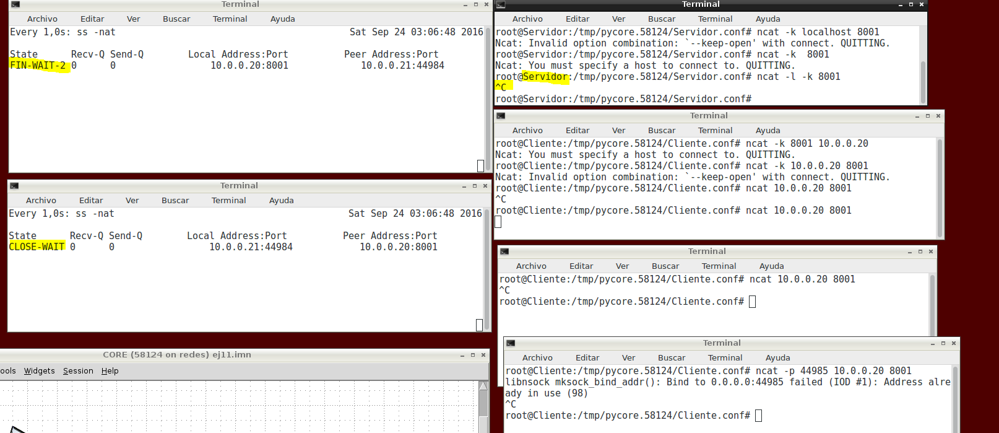 Terminal
Archivo Editar Ver Buscar Terminal Ayuda
Every 1,0s: ss -nat Sat Sep 24 03:06:48 2016
State Recv-Q Send-Q Local Address:Port Peer Address:Port
FIN-WAIT-2 0 0 10.0.0.20:8001 10.0.0.21:44984
Terminal
Archivo Editar Ver Buscar Terminal Ayuda
Every 1,0s: ss -nat Sat Sep 24 03:06:48 2016
State Recv-Q Send-Q Local Address:Port Peer Address:Port
CLOSE-WAIT 0 0 10.0.0.21:44984 10.0.0.20:8001
CORE (58124 on redes) ej11.imn
ools Widgets Session Help
Terminal
Archivo Editar Ver Buscar Terminal Ayuda
root@Servidor:/tmp/pycore.58124/Servidor.conf# ncat -k localhost 8001
Ncat: Invalid option combination: `--keep-open' with connect. QUITTING.
root@Servidor:/tmp/pycore.58124/Servidor.conf# ncat -k  8001
Ncat: You must specify a host to connect to. QUITTING.
root@Servidor:/tmp/pycore.58124/Servidor.conf# ncat -l -k 8001
^C
root@Servidor:/tmp/pycore.58124/Servidor.conf#
Terminal
Archivo Editar Ver Buscar Terminal Ayuda
root@Cliente:/tmp/pycore.58124/Cliente.conf# ncat -k 8001 10.0.0.20
Ncat: You must specify a host to connect to. QUITTING.
root@Cliente:/tmp/pycore.58124/Cliente.conf# ncat -k 10.0.0.20 8001
Ncat: Invalid option combination: `--keep-open' with connect. QUITTING.
root@Cliente:/tmp/pycore.58124/Cliente.conf# ncat 10.0.0.20 8001
^C
root@Cliente:/tmp/pycore.58124/Cliente.conf# ncat 10.0.0.20 8001
Terminal
Archivo Editar Ver Buscar Terminal Ayuda
root@Cliente:/tmp/pycore.58124/Cliente.conf# ncat 10.0.0.20 8001
^C
root@Cliente:/tmp/pycore.58124/Cliente.conf#
Terminal
Archivo Editar Ver Buscar Terminal Ayuda
root@Cliente:/tmp/pycore.58124/Cliente.conf# ncat -p 44985 10.0.0.20 8001
libnsock mksock_bind_addr(): Bind to 0.0.0.0:44985 failed (IOD #1): Address alre
ady in use (98)
^C
root@Cliente:/tmp/pycore.58124/Cliente.conf#